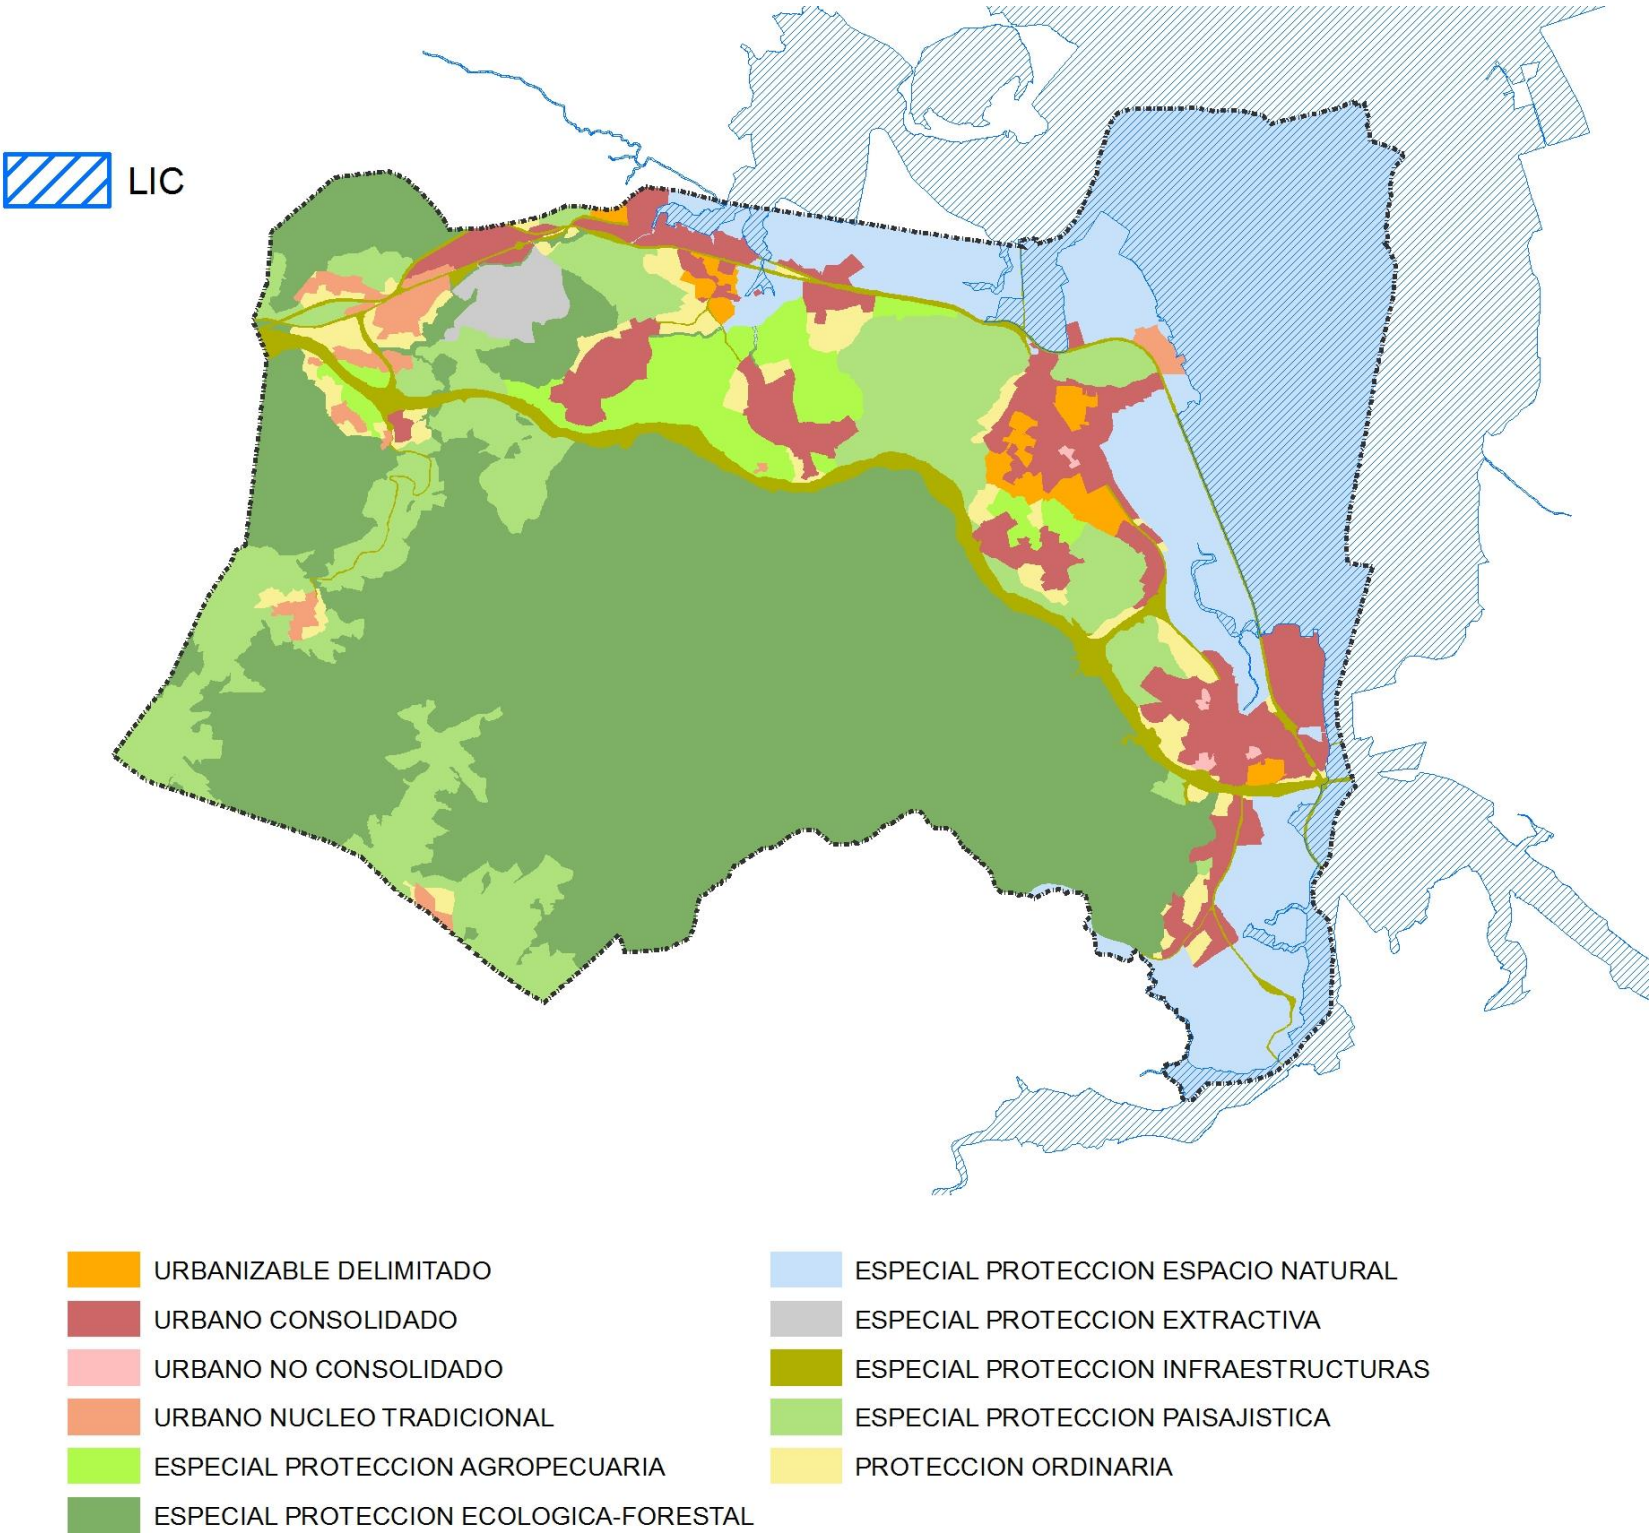 LIC
URBANIZABLE DELIMITADO
URBANO CONSOLIDADO
URBANO NO CONSOLIDADO
URBANO NUCLEO TRADICIONAL
ESPECIAL PROTECCION AGROPECUARIA
ESPECIAL PROTECCION ECOLOGICA-FORESTAL
ESPECIAL PROTECCION ESPACIO NATURAL
ESPECIAL PROTECCION EXTRACTIVA
ESPECIAL PROTECCION INFRAESTRUCTURAS
ESPECIAL PROTECCION PAISAJISTICA
PROTECCION ORDINARIA